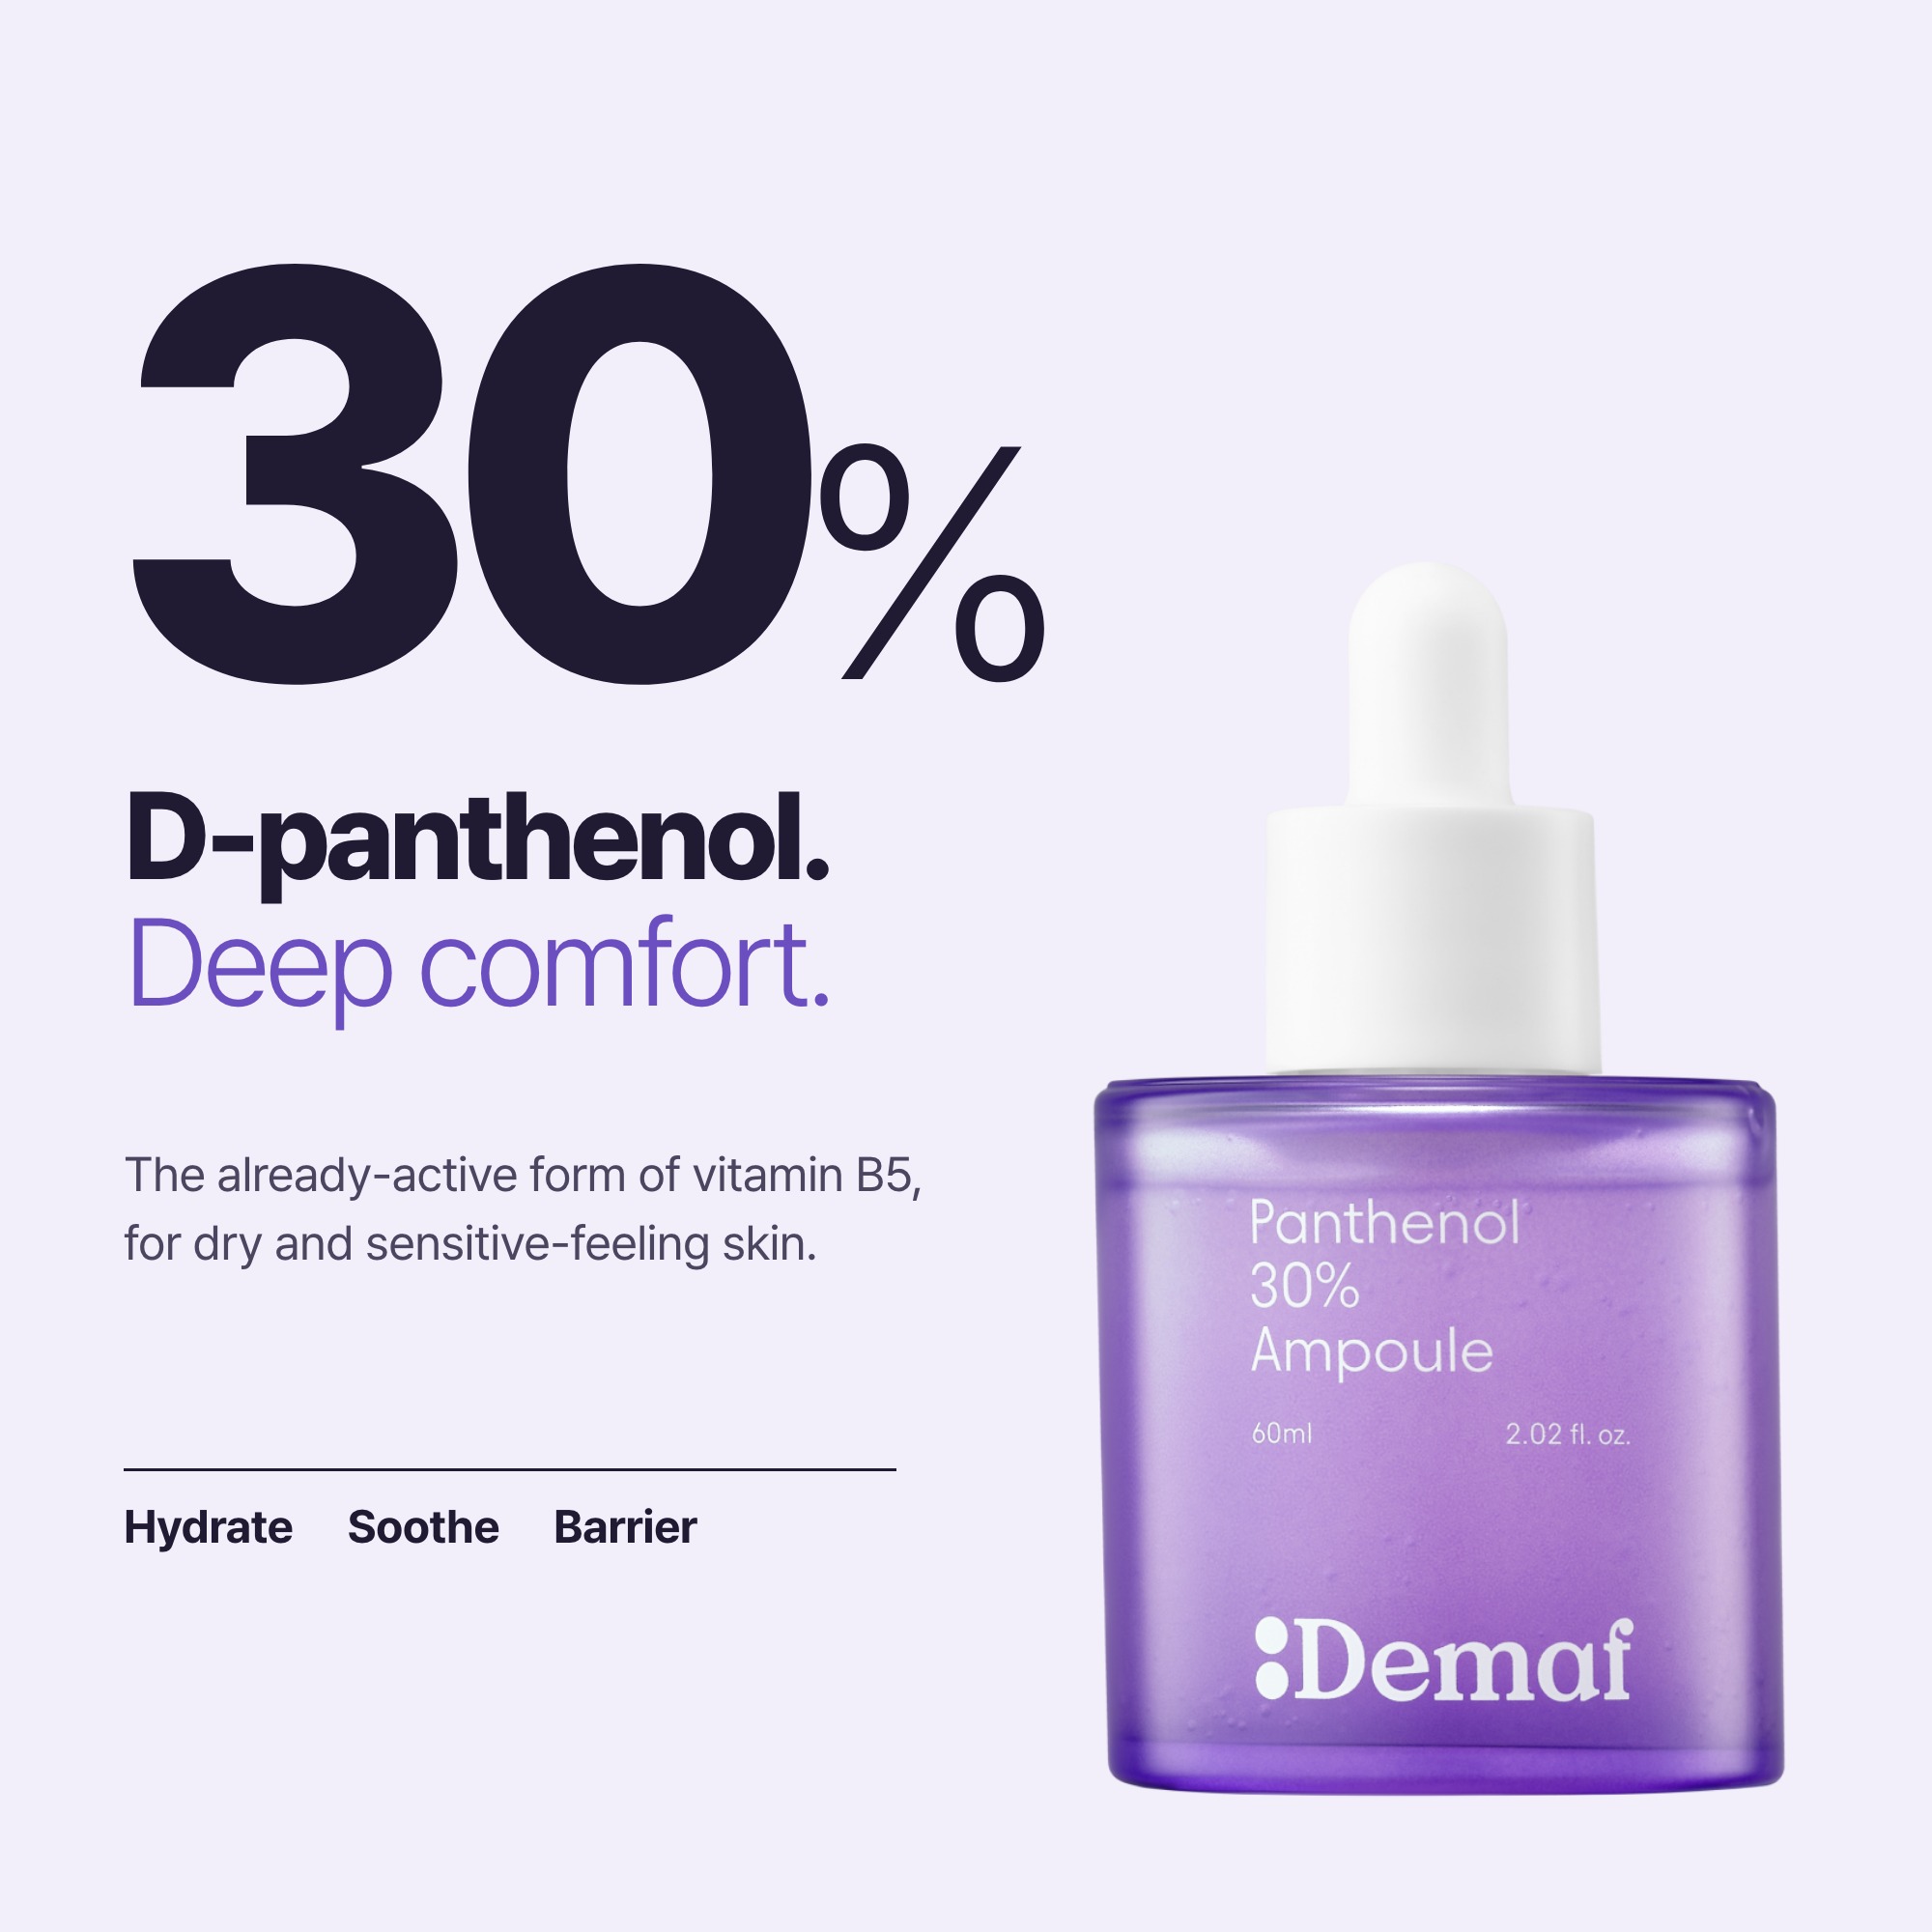 30%
D-panthenol.
Deep comfort.
The already-active form of vitamin B5,
for dry and sensitive-feeling skin.
Hydrate Soothe Barrier
Panthenol
30%
Ampoule
60ml 2.02 fl. oz.
:Demaf